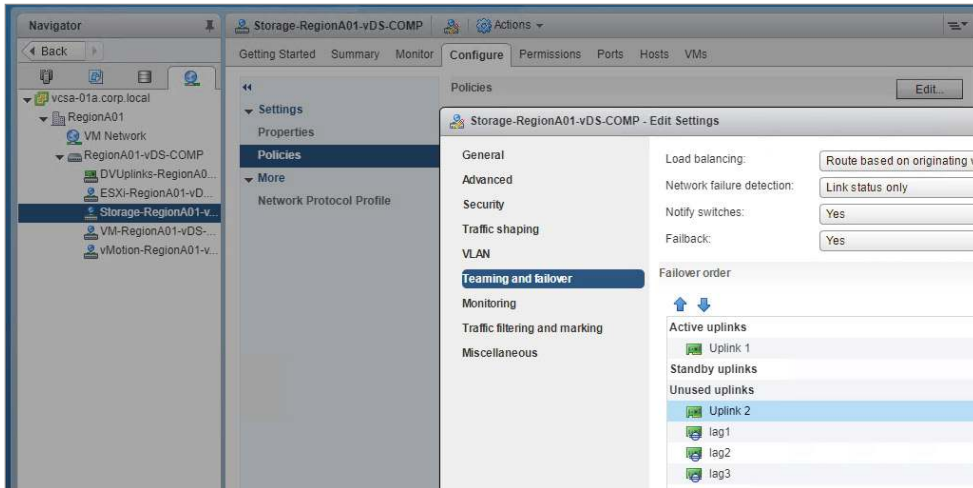 Navigator
Back
vcsa-01a.corp.local
RegionA01
VM Network
RegionA01-vDS-COMP
DVUplinks-RegionA0...
ESXi-RegionA01-vD...
Storage-RegionA01-v...
VM-RegionA01-vDS-...
vMotion-RegionA01-v...
Storage-RegionA01-vDS-COMP Actions
Getting Started Summary Monitor Configure Permissions Ports Hosts VMs
Settings
Properties
Policies
More
Network Protocol Profile
Policies Edit...
Storage-RegionA01-vDS-COMP - Edit Settings
General
Advanced
Security
Traffic shaping
VLAN
Teaming and failover
Monitoring
Traffic filtering and marking
Miscellaneous
Load balancing: Route based on originating v
Network failure detection: Link status only
Notify switches: Yes
Failback: Yes
Failover order
Active uplinks
Uplink 1
Standby uplinks
Unused uplinks
Uplink 2
lag1
lag2
lag3